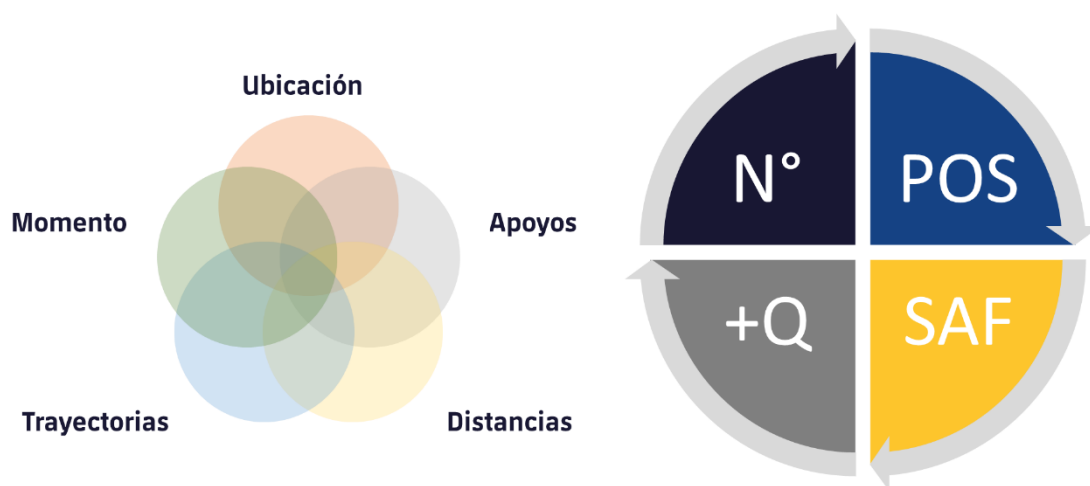 Ubicación
Momento
Apoyos
Trayectorias
Distancias
N°
POS
+Q
SAF